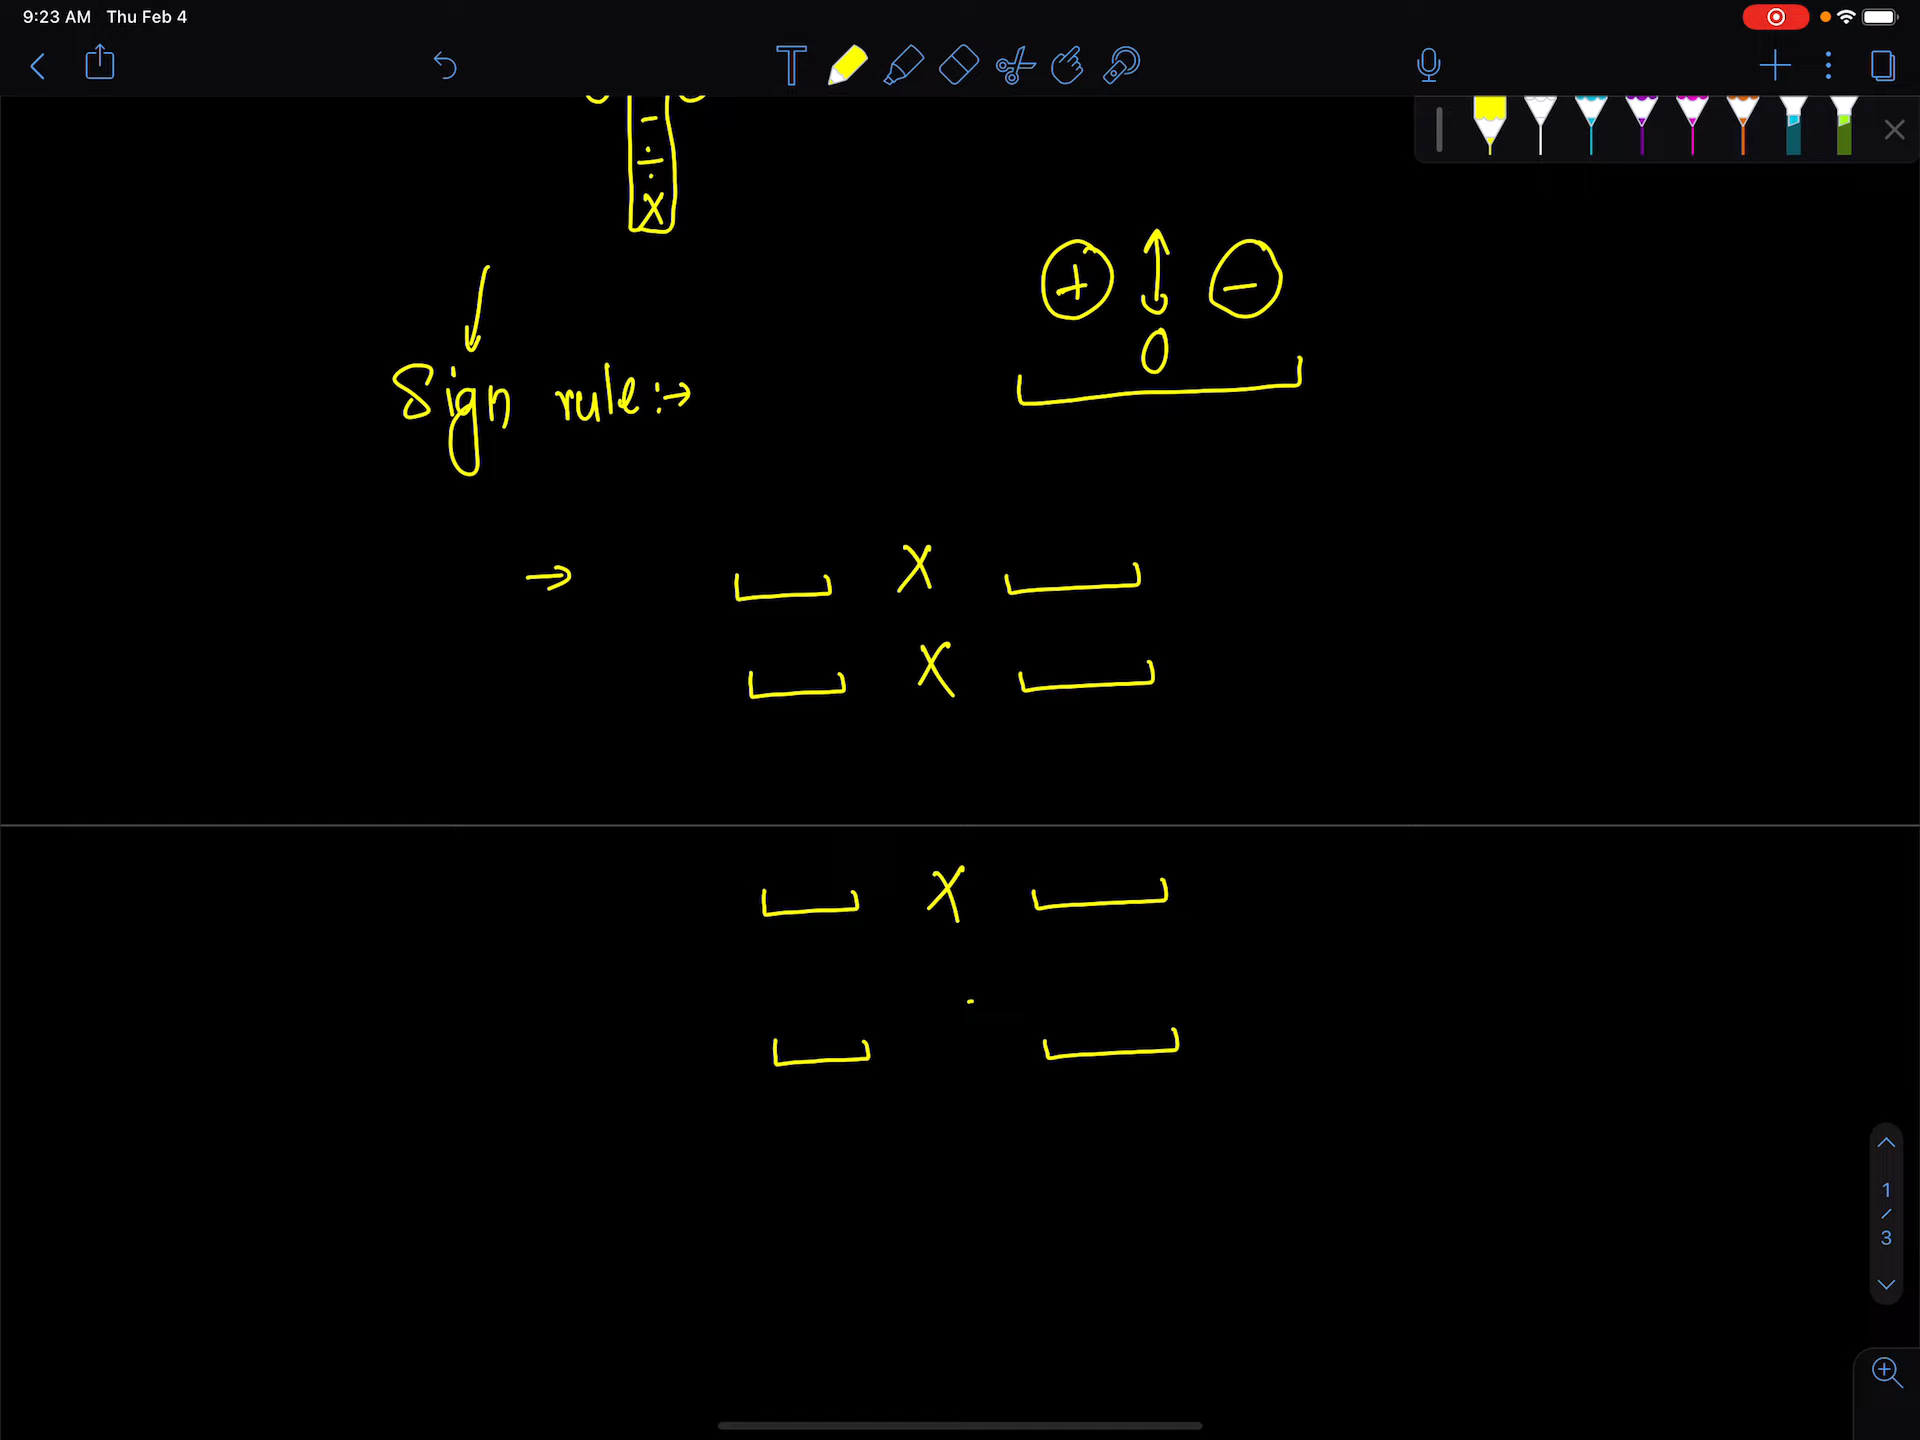 9:23 AM Thu Feb 4
T
−
÷
X
+ −
0
Sign rule :→
→ X
X
X
1
/
3